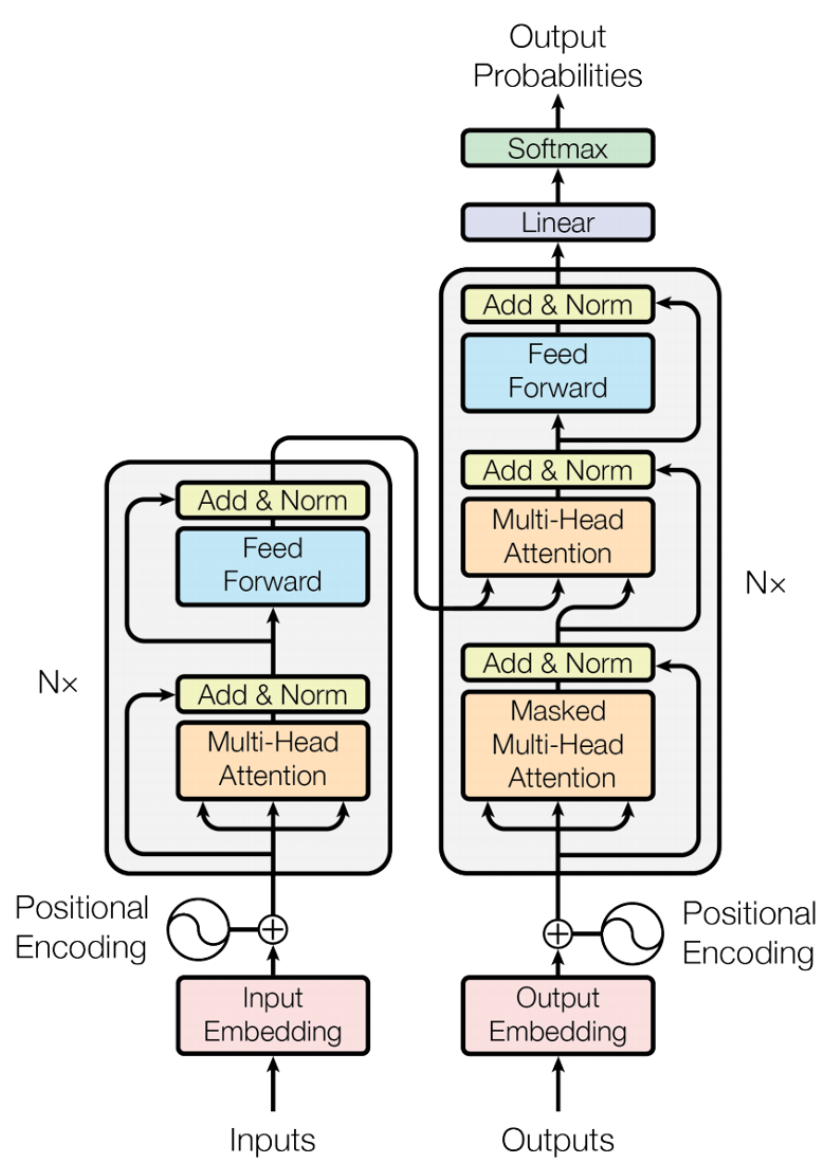 Output
Probabilities
Softmax
Linear
Add & Norm
Feed
Forward
Add & Norm
Multi-Head
Attention
Add & Norm
Masked
Multi-Head
Attention
Nx
Add & Norm
Feed
Forward
Add & Norm
Multi-Head
Attention
N×
Positional
Encoding
Positional
Encoding
Input
Embedding
Output
Embedding
Inputs
Outputs